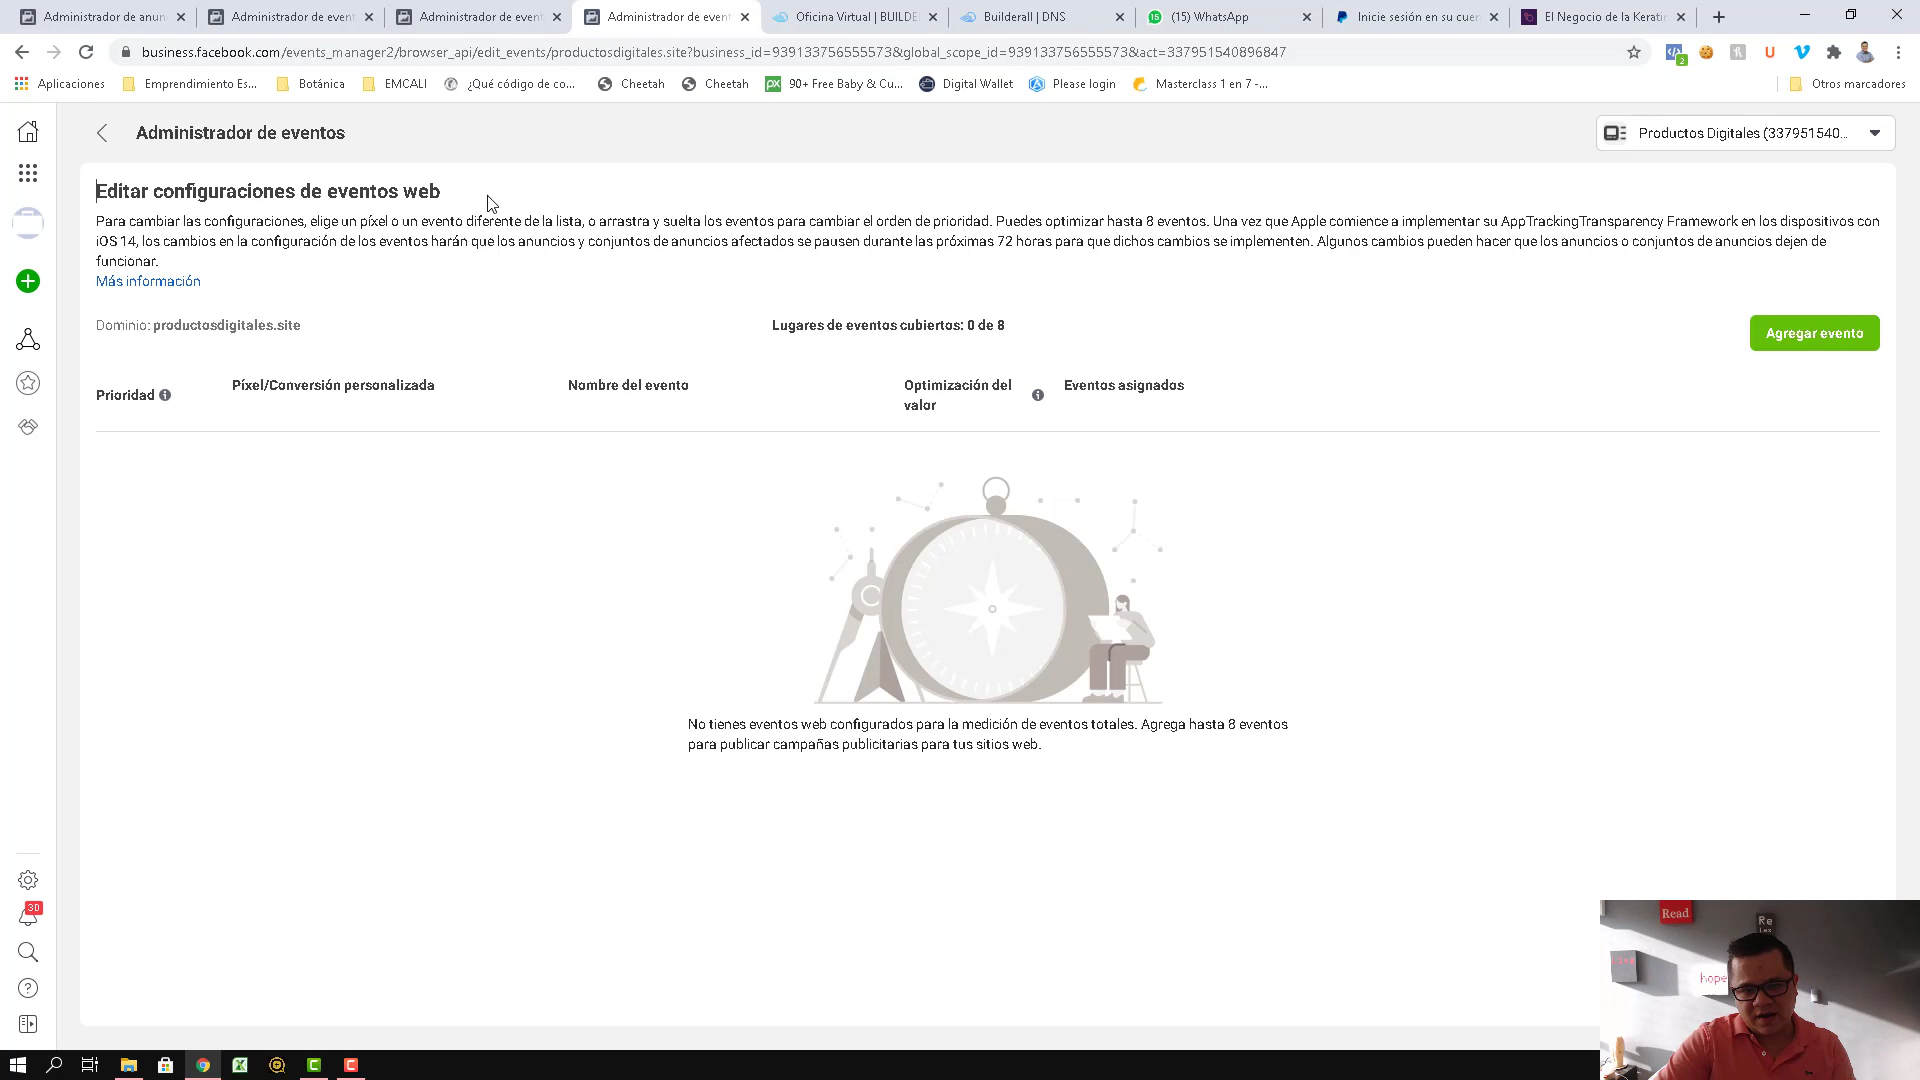 Administrador de anun
Administrador de event
Administrador de event
Administrador de event
Oficina Virtual | BUILDE
Builderall | DNS
(15) WhatsApp
Inicie sesión en su cuen
El Negocio de la Keratin
business.facebook.com/events_manager2/browser_api/edit_events/productosdigitales.site?business_id=939133756555573&global_scope_id=939133756555573&act=337951540896847
Aplicaciones
Emprendimiento Es...
Botánica
EMCALI
¿Qué código de co...
Cheetah
Cheetah
90+ Free Baby & Cu...
Digital Wallet
Please login
Masterclass 1 en 7 -...
Otros marcadores
Administrador de eventos
Productos Digitales (337951540...
Editar configuraciones de eventos web
Para cambiar las configuraciones, elige un píxel o un evento diferente de la lista, o arrastra y suelta los eventos para cambiar el orden de prioridad. Puedes optimizar hasta 8 eventos. Una vez que Apple comience a implementar su AppTrackingTransparency Framework en los dispositivos con
iOS 14, los cambios en la configuración de los eventos harán que los anuncios y conjuntos de anuncios afectados se pausen durante las próximas 72 horas para que dichos cambios se implementen. Algunos cambios pueden hacer que los anuncios o conjuntos de anuncios dejen de
funcionar.
Más información
Dominio: productosdigitales.site
Lugares de eventos cubiertos: 0 de 8
Agregar evento
Prioridad
Píxel/Conversión personalizada
Nombre del evento
Optimización del
valor
Eventos asignados
No tienes eventos web configurados para la medición de eventos totales. Agrega hasta 8 eventos
para publicar campañas publicitarias para tus sitios web.
30
Read
Re
hope